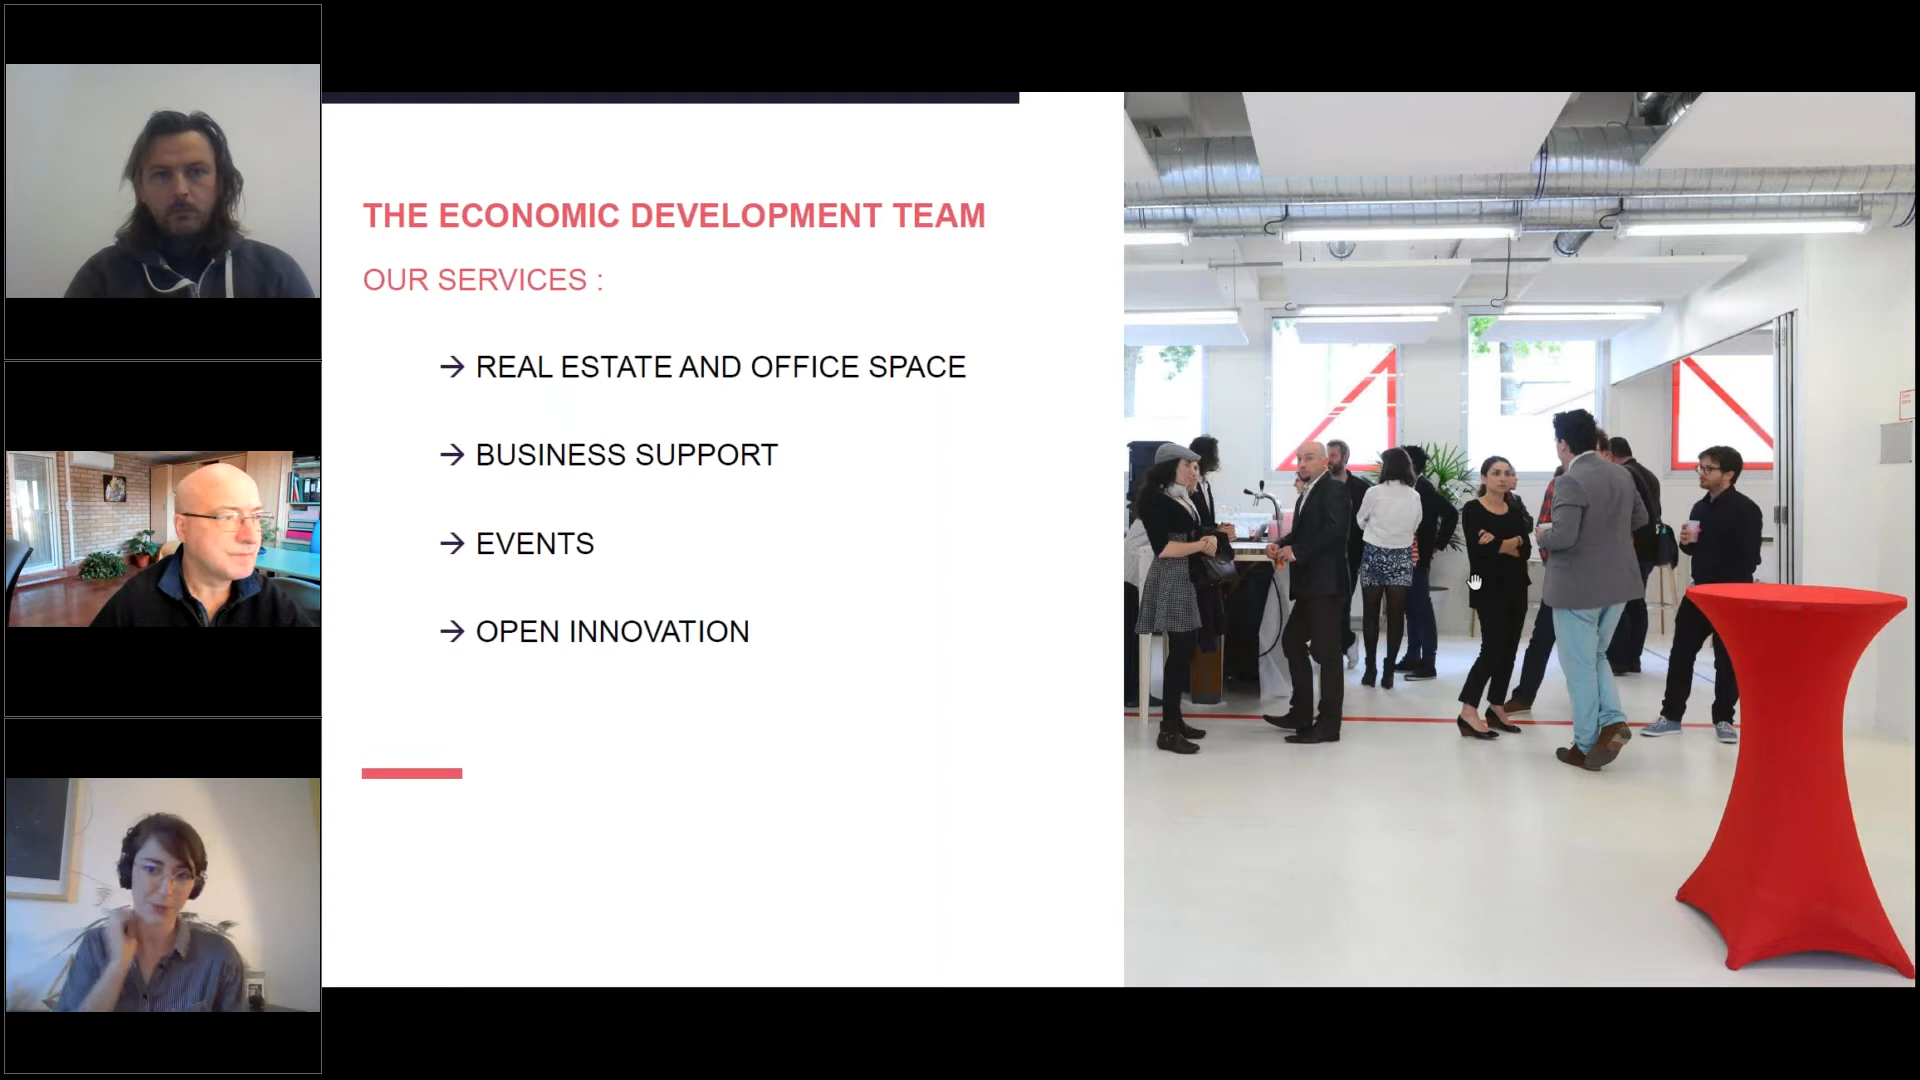 THE ECONOMIC DEVELOPMENT TEAM
OUR SERVICES :
→ REAL ESTATE AND OFFICE SPACE
→ BUSINESS SUPPORT
→ EVENTS
→ OPEN INNOVATION